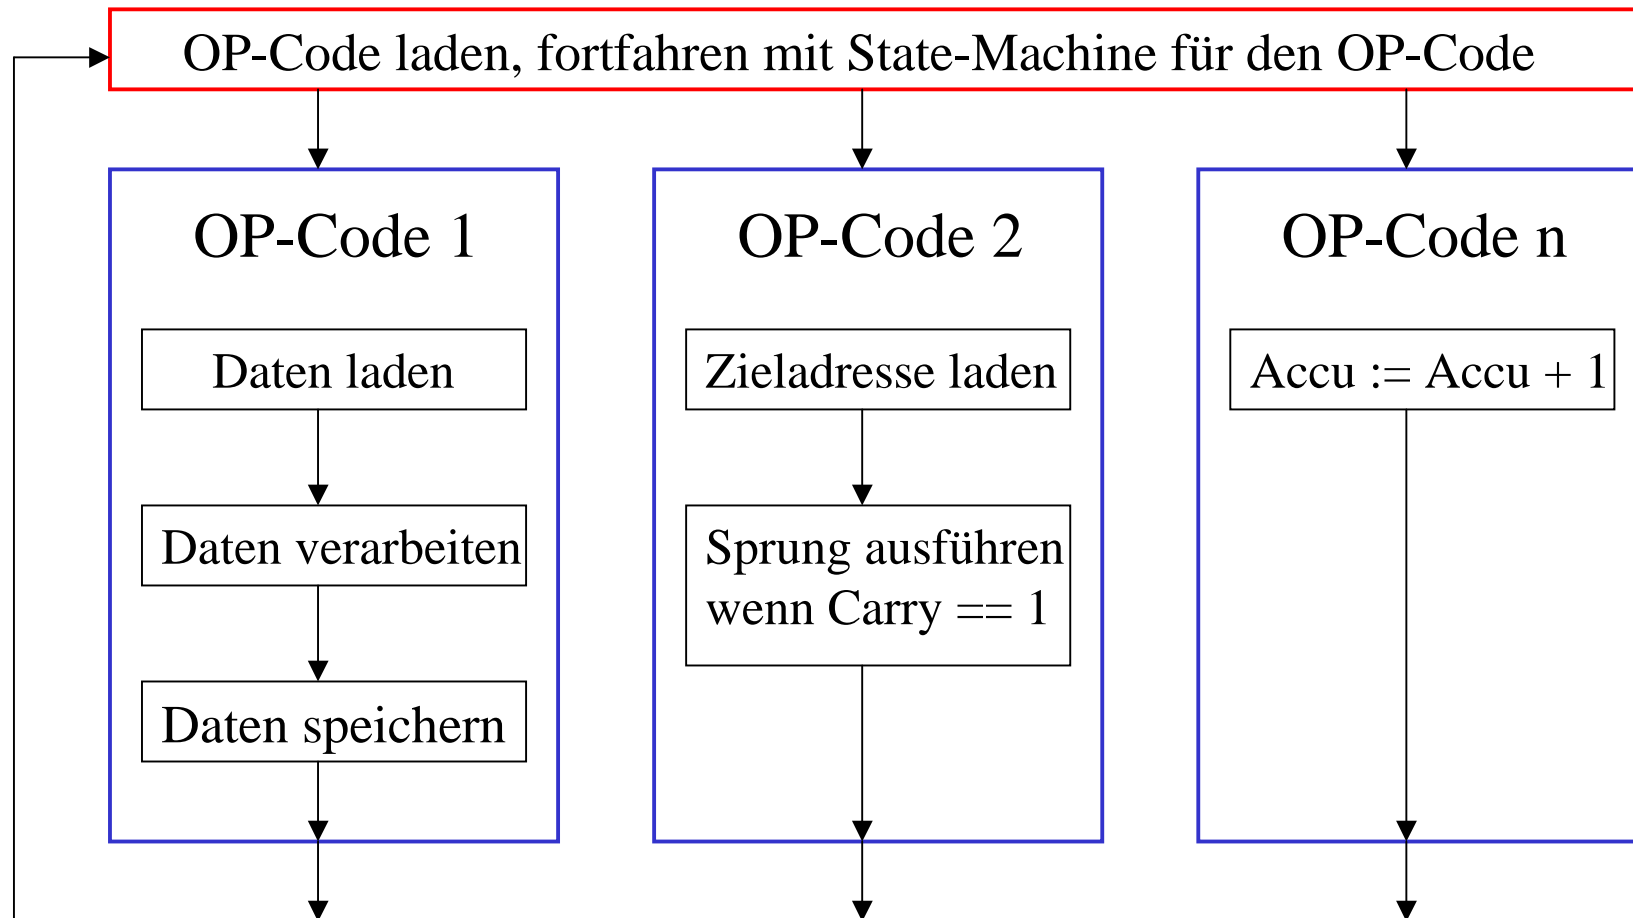 OP-Code laden, fortfahren mit State-Machine für den OP-Code
OP-Code 1
Daten laden
Daten verarbeiten
Daten speichern
OP-Code 2
Zieladresse laden
Sprung ausführen
wenn Carry == 1
OP-Code n
Accu := Accu + 1